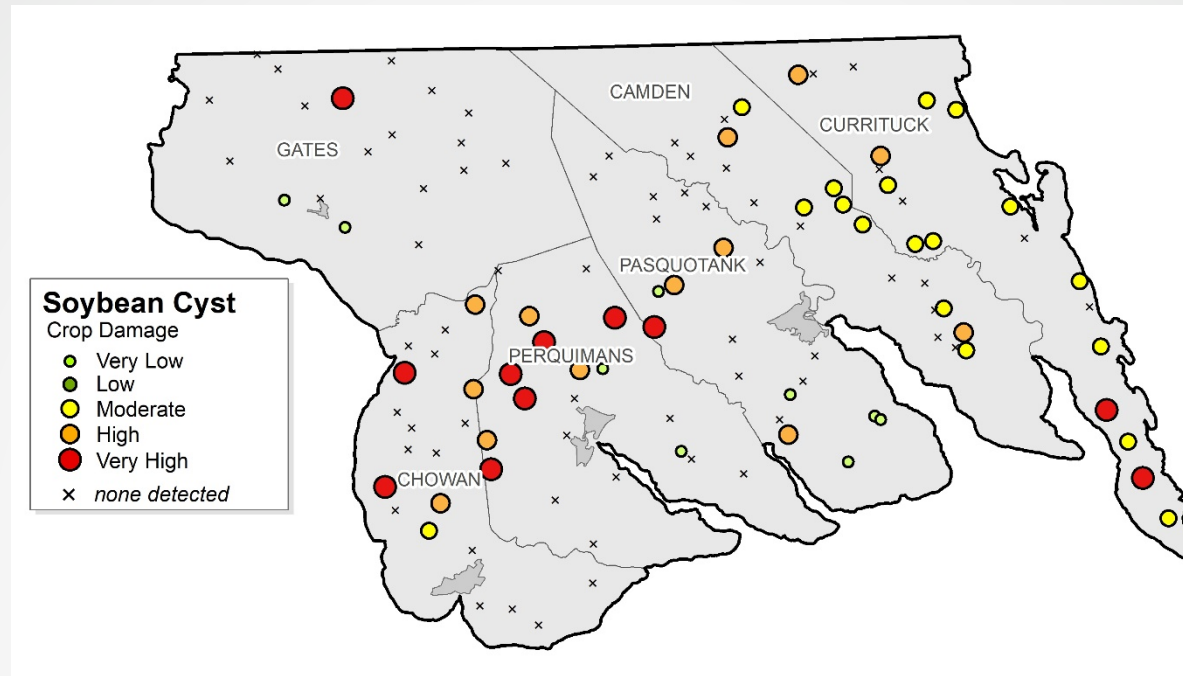 CAMDEN
CURRITUCK
GATES
PASQUOTANK
Soybean Cyst
Crop Damage
Very Low
Low
Moderate
High
Very High
none detected
PERQUIMANS
CHOWAN